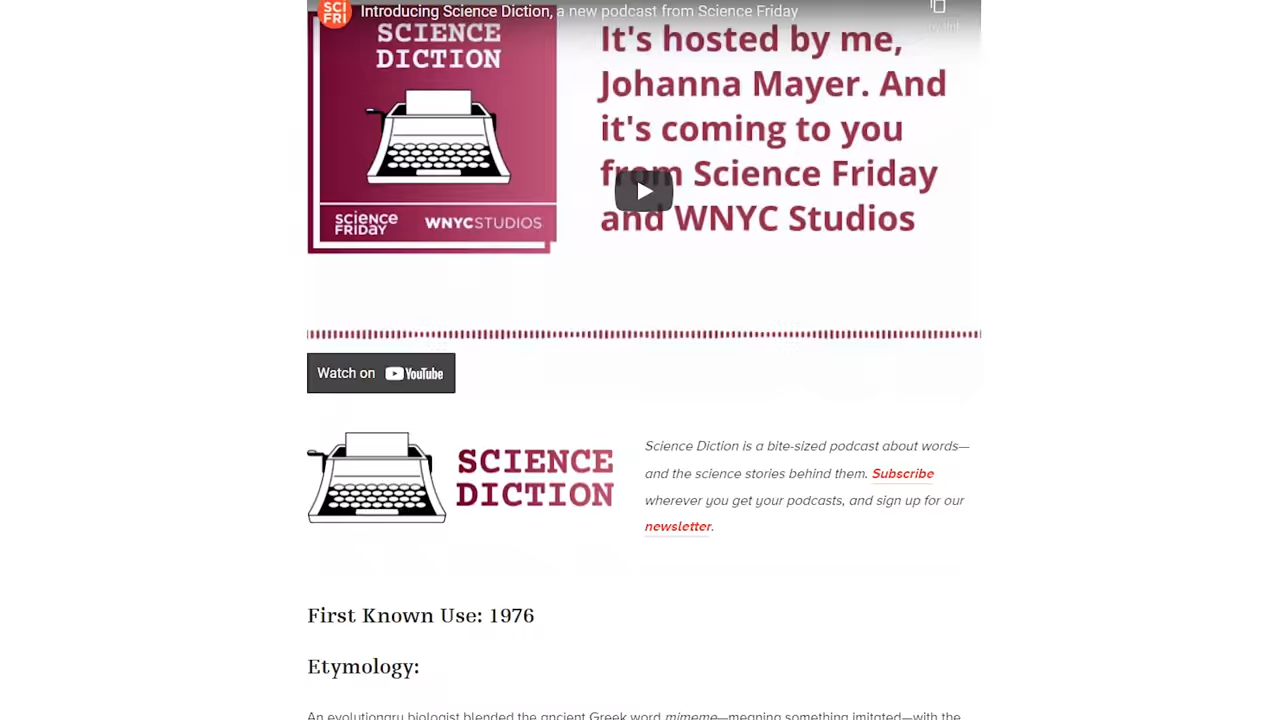 SCI
FRI
Introducing Science Diction, a new podcast from Science Friday
SCIENCE
DICTION
SCIENCE
FRIDAY
WNYCSTUDIOS
It's hosted by me,
Johanna Mayer. And
it's coming to you
from Science Friday
and WNYC Studios
Watch on YouTube
SCIENCE
DICTION
Science Diction is a bite-sized podcast about words—
and the science stories behind them. Subscribe
wherever you get your podcasts, and sign up for our
newsletter.
First Known Use: 1976
Etymology:
An evolutionary biologist blended the ancient Greek word mimeme—meaning something imitated—with the